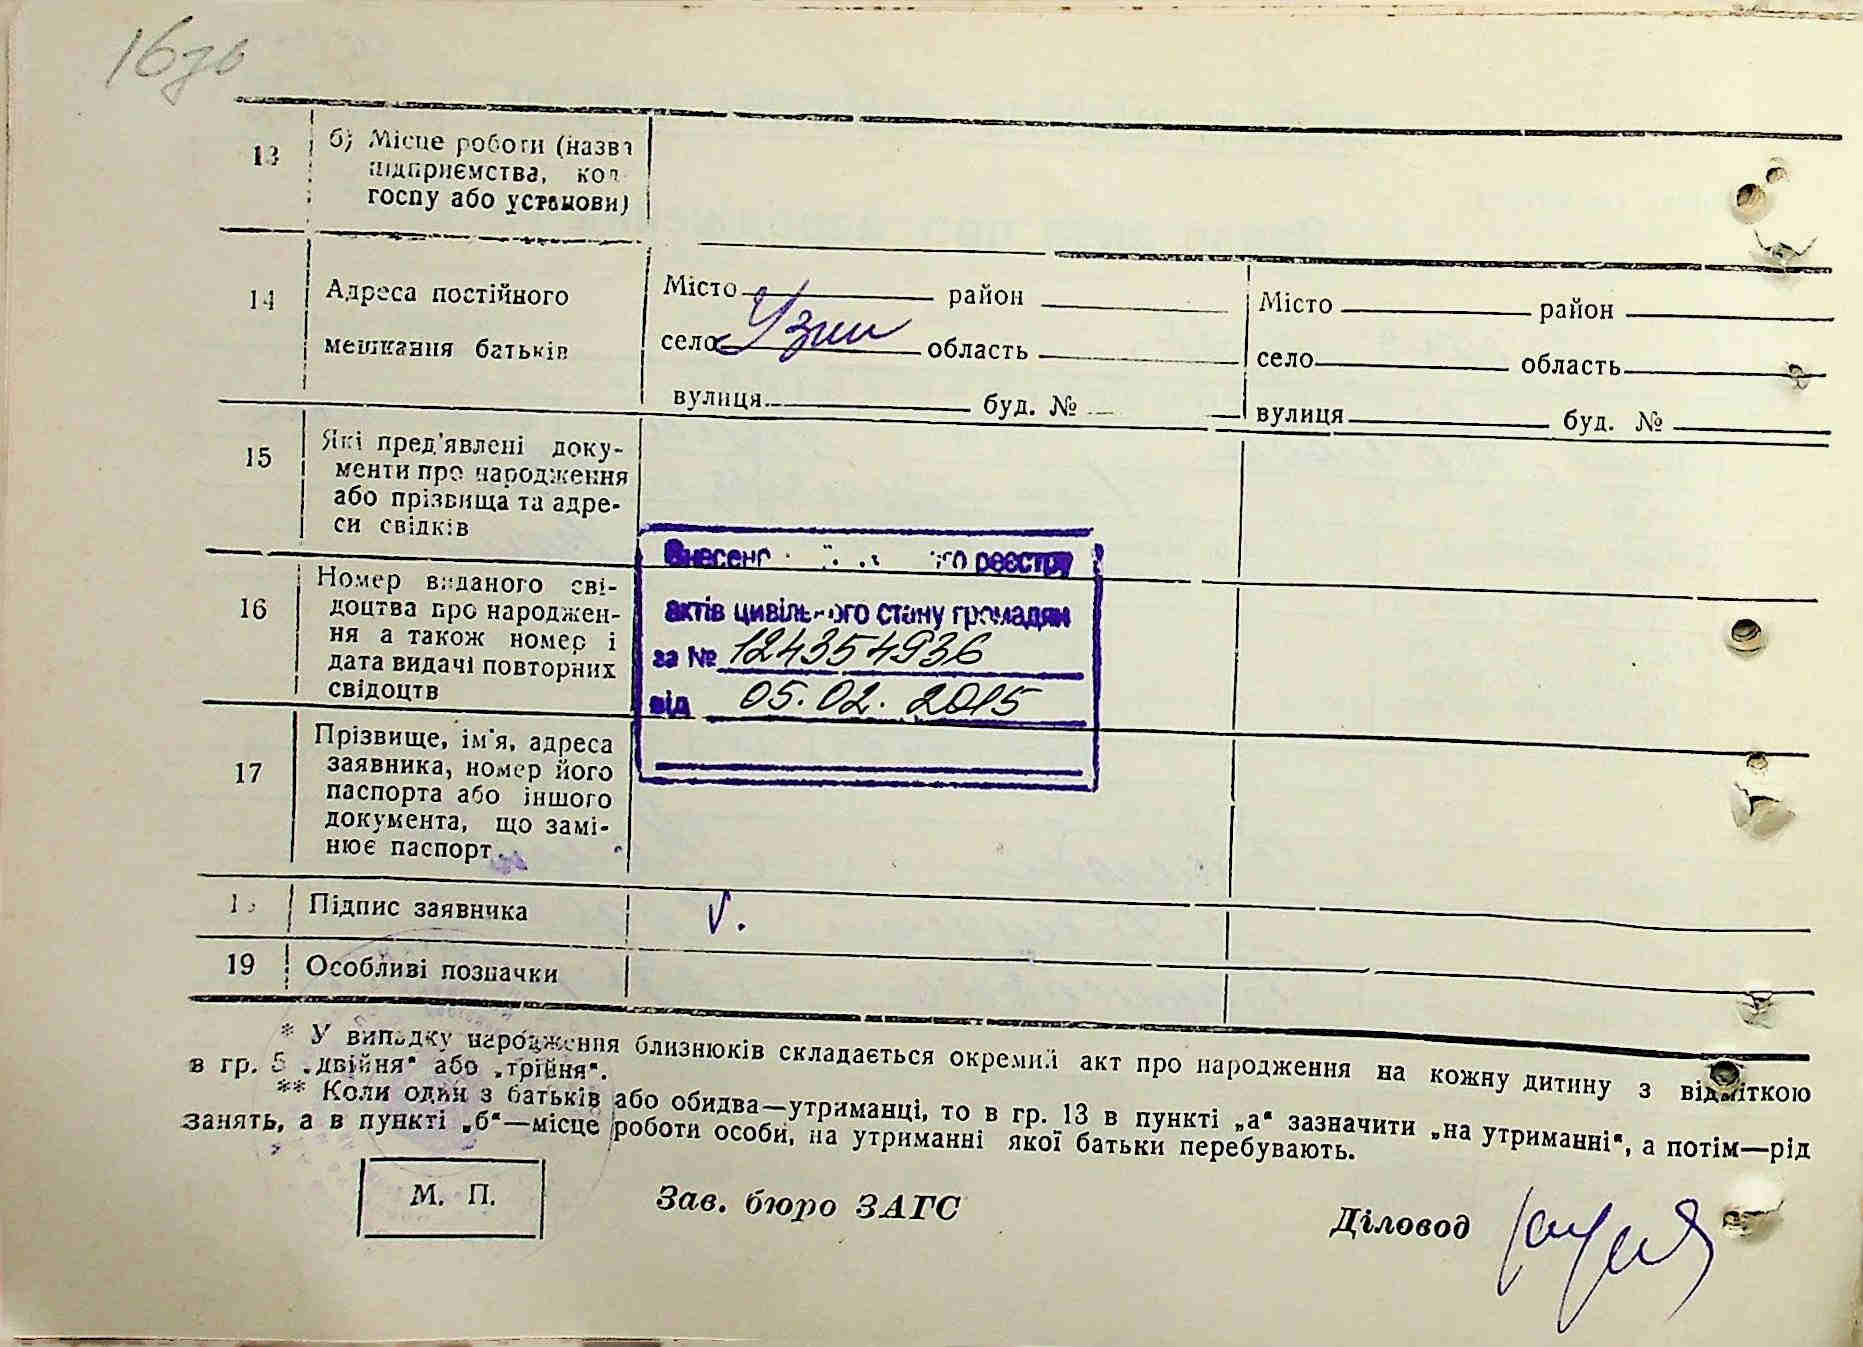 13 б) Місце роботи (назва
підприємства, кол-
госпу або установи)
14 Адреса постійного
мешкання батьків
Місто район
село Узин область
вулиця буд. №
Місто район
село область
вулиця буд. №
15 Які пред'явлені доку-
менти про народження
або прізвища та адре-
си свідків
16 Номер виданого сві-
доцтва про народжен-
ня а також номер і
дата видачі повторних
свідоцтв
Внесено реєстру
актів цивільного стану громадян
за № 124354936
від 05.02.2015
17 Прізвище, ім'я, адреса
заявника, номер його
паспорта або іншого
документа, що замі-
нює паспорт
Підпис заявника V.
19 Особливі позначки
* У випадку народження близнюків складається окремий акт про народження на кожну дитину з відміткою
в гр. 5 „двійня“ або „трійня“.
** Коли один з батьків або обидва—утриманці, то в гр. 13 в пункті „а“ зазначити „на утриманні“, а потім—рід
занять, а в пункті „б“—місце роботи особи, на утриманні якої батьки перебувають.
М. П.
Зав. бюро ЗАГС
Діловод